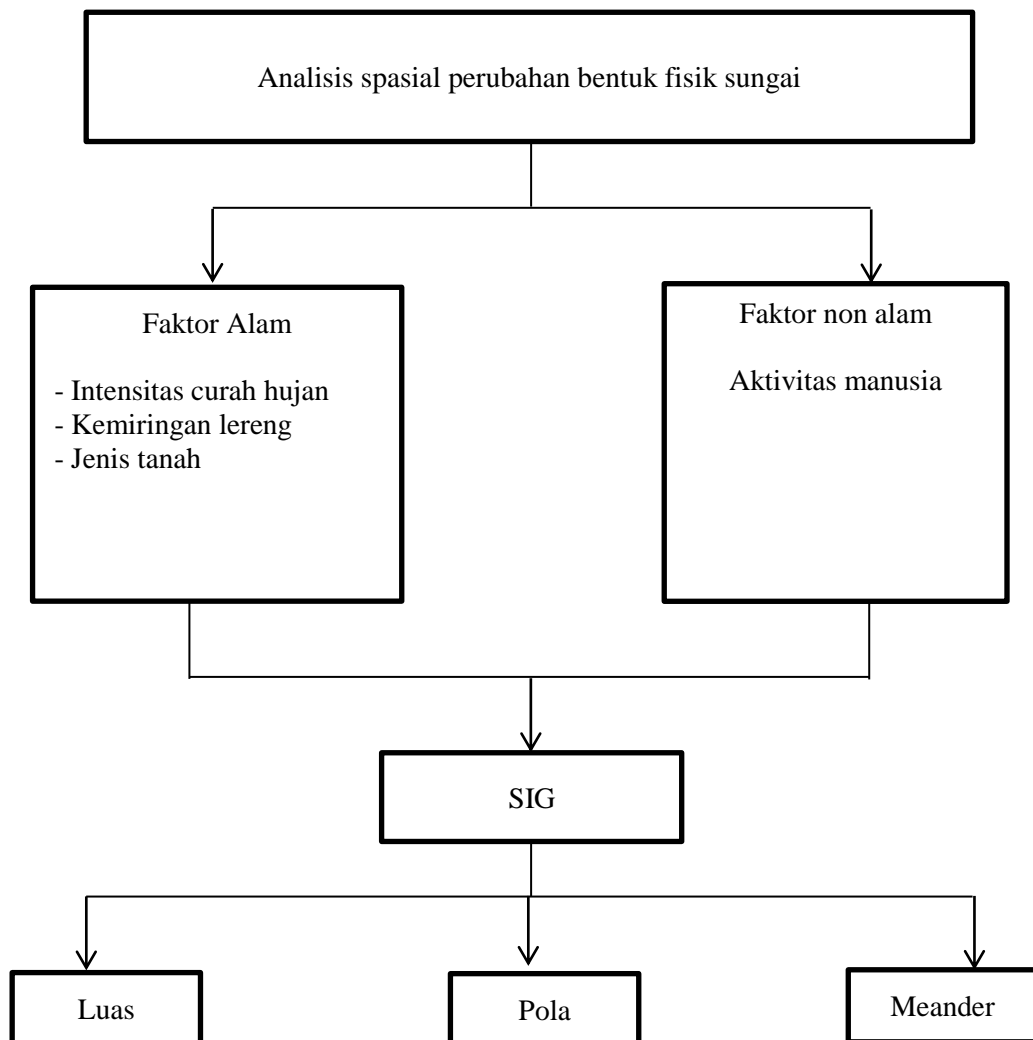 Analisis spasial perubahan bentuk fisik sungai
Faktor Alam
- Intensitas curah hujan
- Kemiringan lereng
- Jenis tanah
Faktor non alam
Aktivitas manusia
SIG
Luas
Pola
Meander